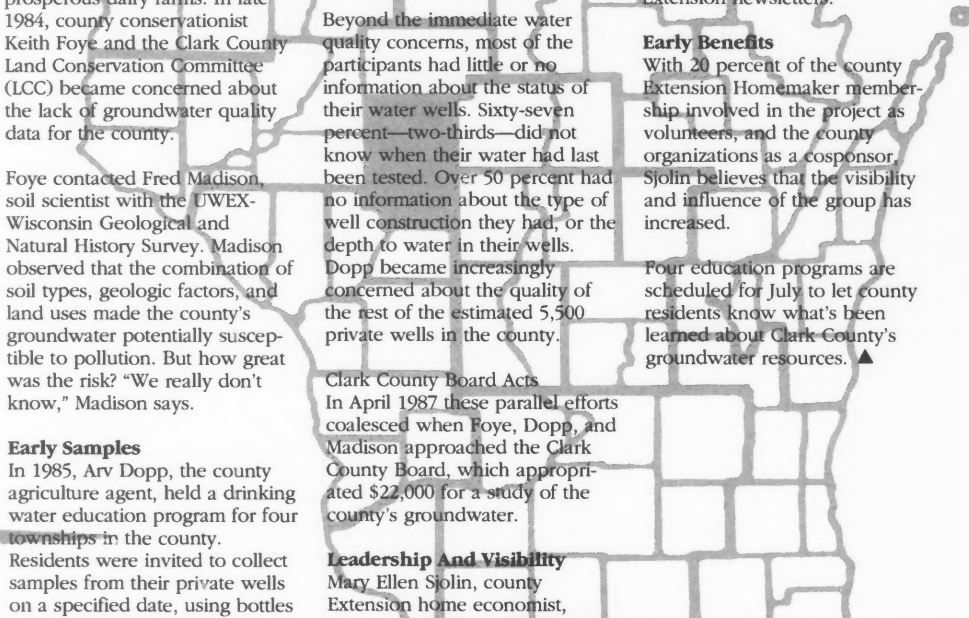 prosperous dairy farms. In late
1984, county conservationist
Keith Foye and the Clark County
Land Conservation Committee
(LCC) became concerned about
the lack of groundwater quality
data for the county.
Foye contacted Fred Madison,
soil scientist with the UWEX-
Wisconsin Geological and
Natural History Survey. Madison
observed that the combination of
soil types, geologic factors, and
land uses made the county's
groundwater potentially suscep-
tible to pollution. But how great
was the risk? "We really don't
know," Madison says.
Early Samples
In 1985, Arv Dopp, the county
agriculture agent, held a drinking
water education program for four
townships in the county.
Residents were invited to collect
samples from their private wells
on a specified date, using bottles
Beyond the immediate water
quality concerns, most of the
participants had little or no
information about the status of
their water wells. Sixty-seven
percent—two-thirds—did not
know when their water had last
been tested. Over 50 percent had
no information about the type of
well construction they had, or the
depth to water in their wells.
Dopp became increasingly
concerned about the quality of
the rest of the estimated 5,500
private wells in the county.
Clark County Board Acts
In April 1987 these parallel efforts
coalesced when Foye, Dopp, and
Madison approached the Clark
County Board, which appropri-
ated $22,000 for a study of the
county's groundwater.
Leadership And Visibility
Mary Ellen Sjolin, county
Extension home economist,
Extension newsletters.
Early Benefits
With 20 percent of the county
Extension Homemaker member-
ship involved in the project as
volunteers, and the county
organizations as a cosponsor,
Sjolin believes that the visibility
and influence of the group has
increased.
Four education programs are
scheduled for July to let county
residents know what's been
learned about Clark County's
groundwater resources. ▲